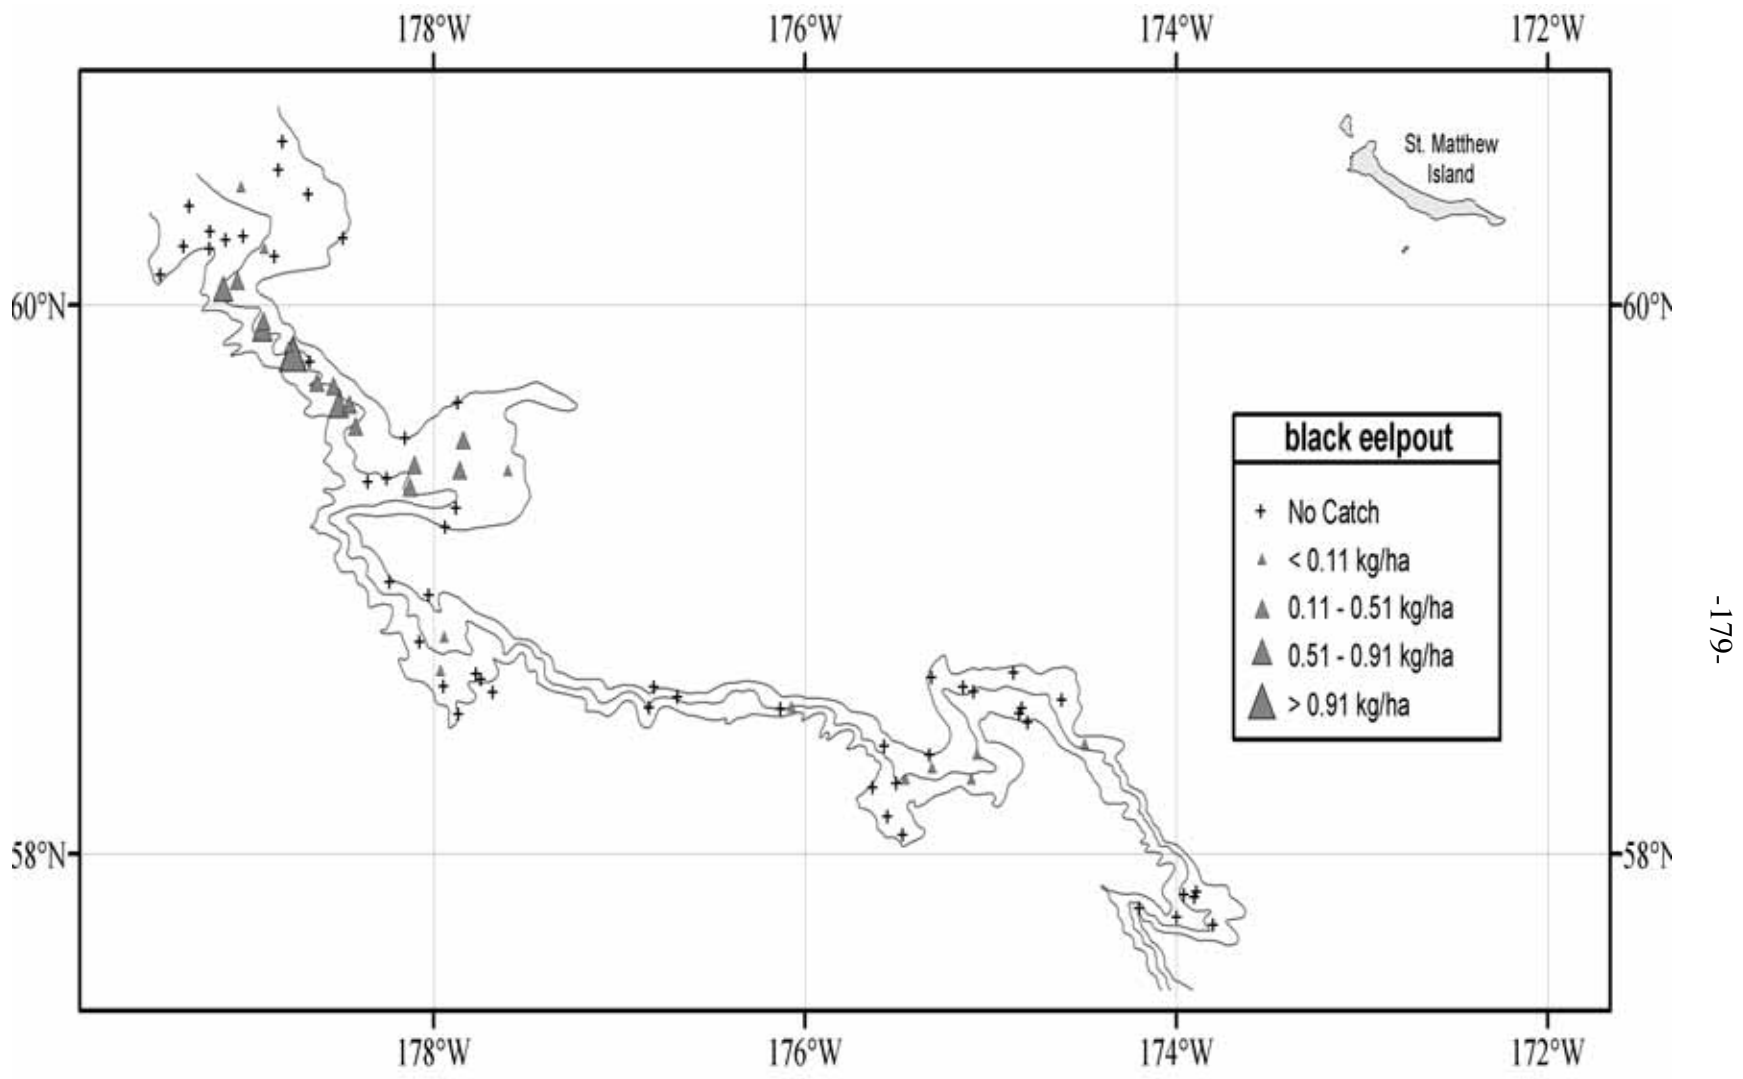 178°W 176°W 174°W 172°W
St. Matthew
Island
60°N 60°N
black eelpout
No Catch
< 0.11 kg/ha
0.11 - 0.51 kg/ha
0.51 - 0.91 kg/ha
> 0.91 kg/ha
58°N 58°N
178°W 176°W 174°W 172°W
-179-